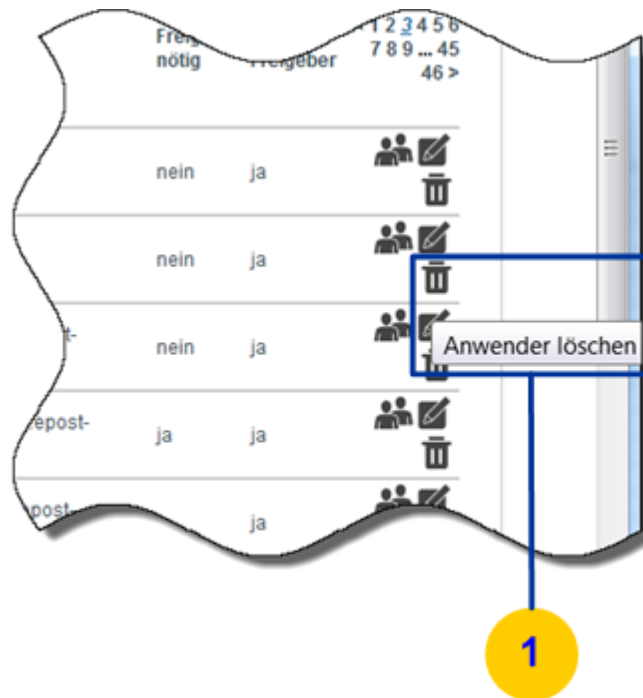 1 2 3 4 5 6
7 8 9 ... 45
46 >
nötig
nein ja
nein ja
nein ja
Anwender löschen
ja ja
ja
1